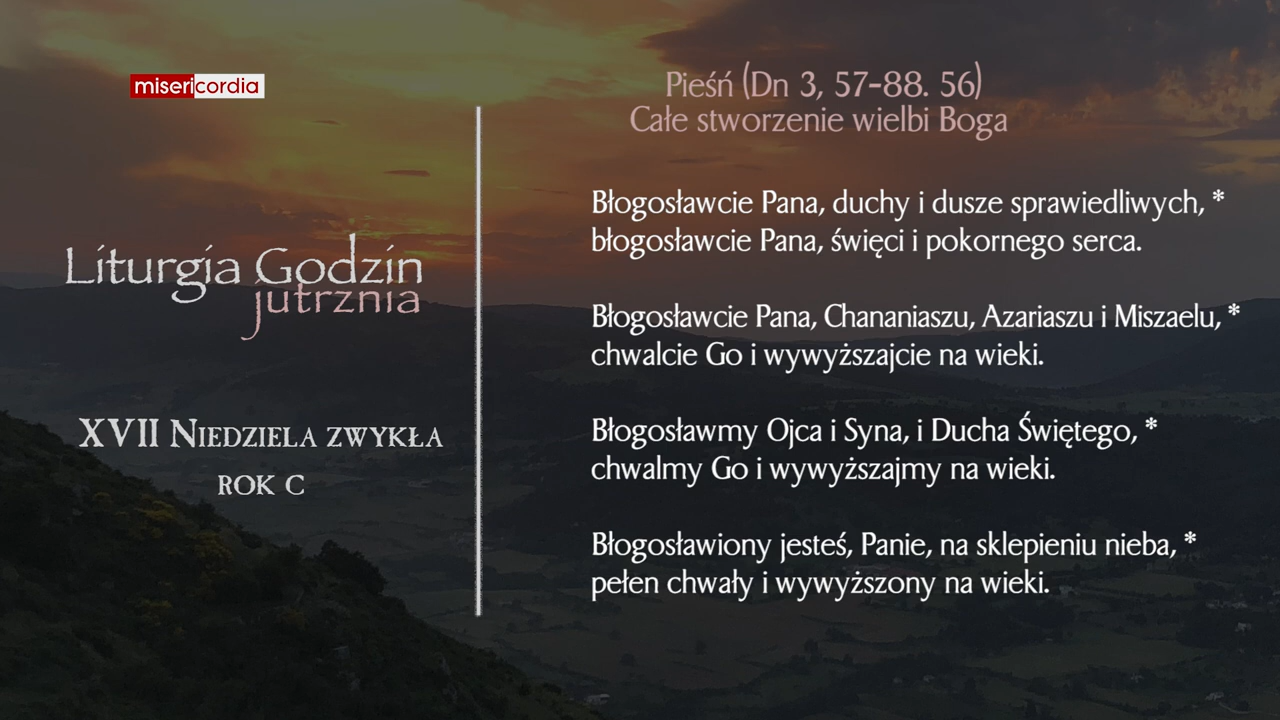 misericordia
Liturgia Godzin
jutrznia
XVII Niedziela zwykła
rok C
Pieśń (Dn 3, 57-88. 56)
Całe stworzenie wielbi Boga
Błogosławcie Pana, duchy i dusze sprawiedliwych, *
błogosławcie Pana, święci i pokornego serca.
Błogosławcie Pana, Chananiaszu, Azariaszu i Miszaelu, *
chwalcie Go i wywyższajcie na wieki.
Błogosławmy Ojca i Syna, i Ducha Świętego, *
chwalmy Go i wywyższajmy na wieki.
Błogosławiony jesteś, Panie, na sklepieniu nieba, *
pełen chwały i wywyższony na wieki.